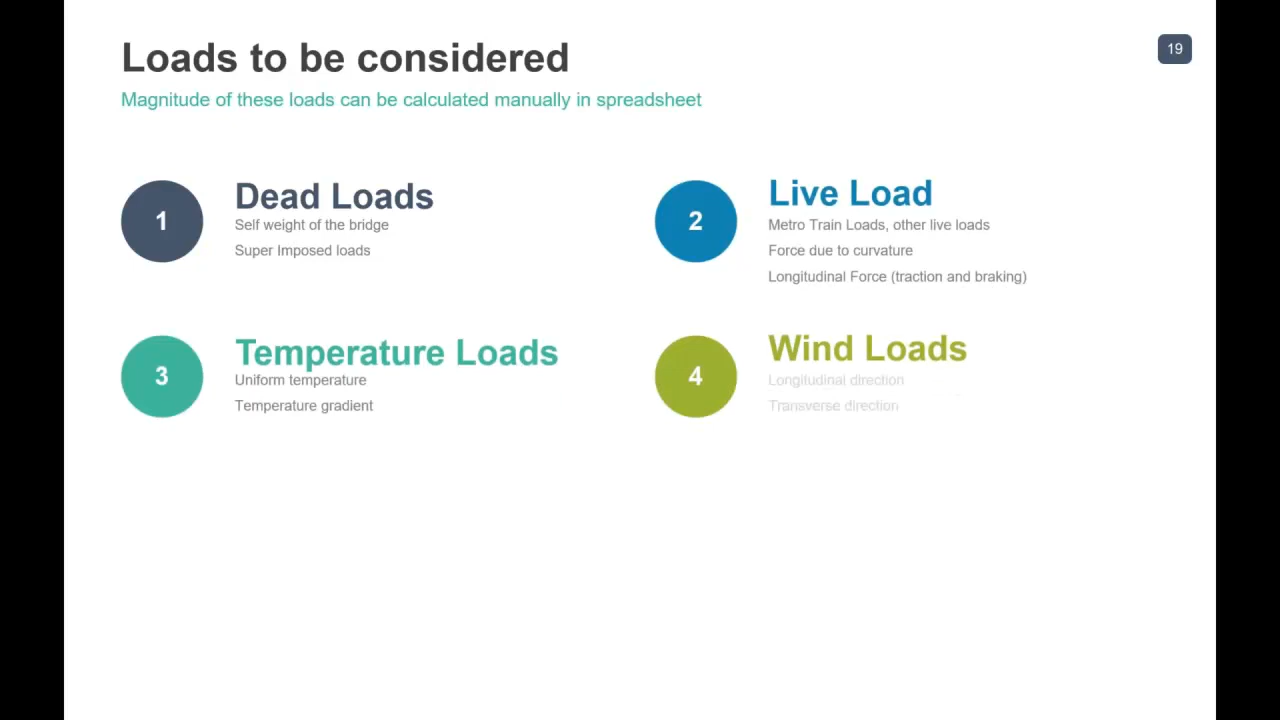 Loads to be considered
19
Magnitude of these loads can be calculated manually in spreadsheet
1
Dead Loads
Self weight of the bridge
Super Imposed loads
2
Live Load
Metro Train Loads, other live loads
Force due to curvature
Longitudinal Force (traction and braking)
3
Temperature Loads
Uniform temperature
Temperature gradient
4
Wind Loads
Longitudinal direction
Transverse direction